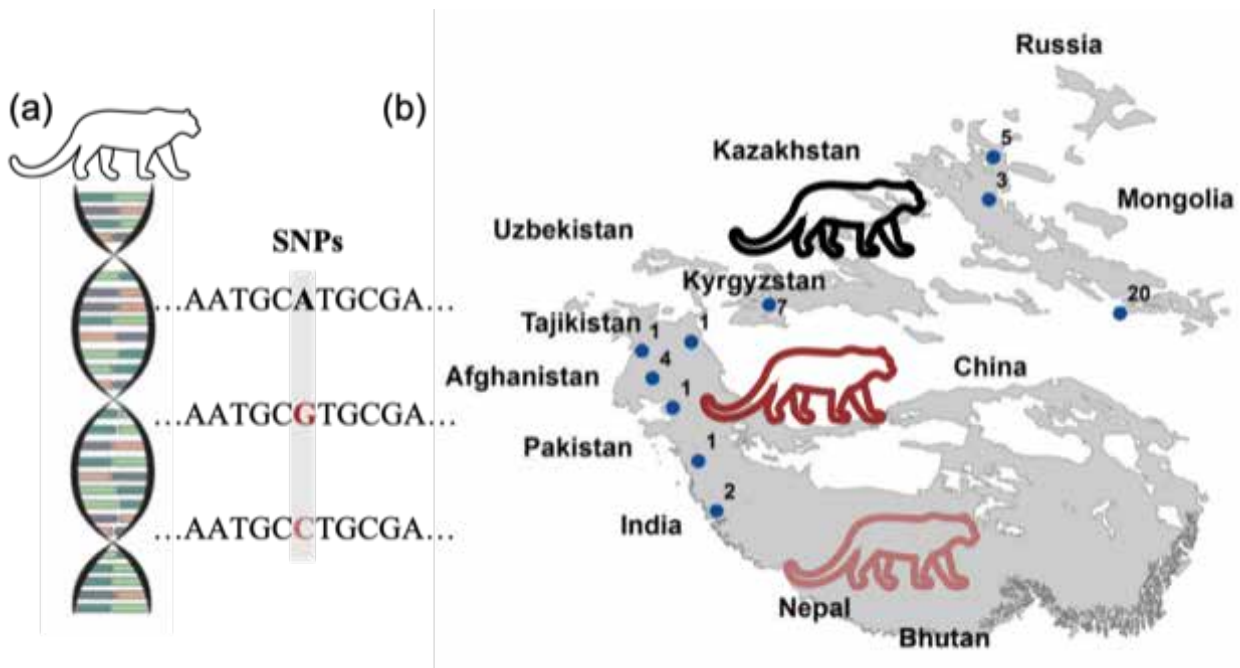 (a)
SNPs
...AATGCATGCGA...
...AATGCGTGCGA...
...AATGCCTGCGA...
(b)
Russia
Kazakhstan
5
3
Mongolia
Uzbekistan
Kyrgyzstan
7
20
Tajikistan
1
1
4
China
Afghanistan
1
Pakistan
1
2
India
Nepal
Bhutan